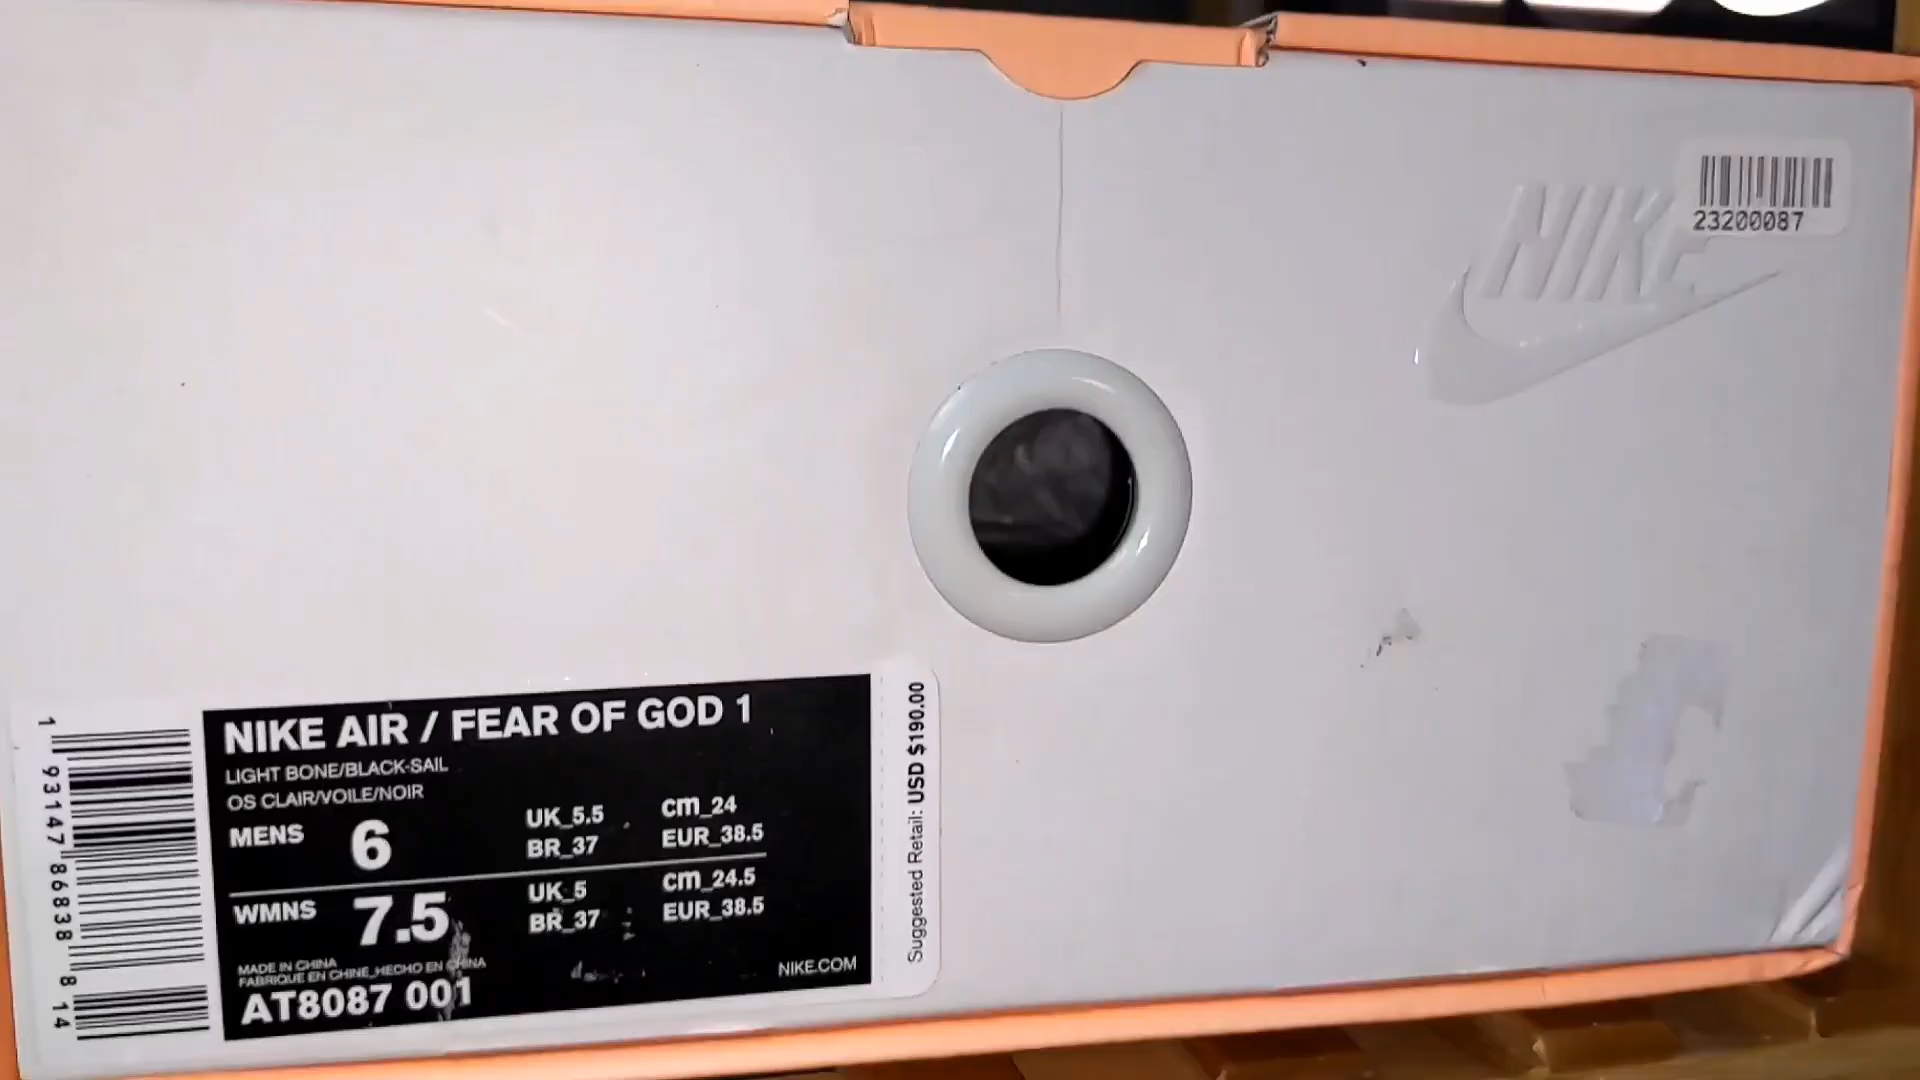 NIKE
23200087
NIKE AIR / FEAR OF GOD 1
LIGHT BONE/BLACK-SAIL
OS CLAIR/VOILE/NOIR
MENS 6 UK_5.5 cm_24
BR_37 EUR_38.5
WMNS 7.5 UK_5 cm_24.5
BR_37 EUR_38.5
MADE IN CHINA
FABRIQUE EN CHINE_HECHO EN CHINA
AT8087 001
NIKE.COM
Suggested Retail: USD $190.00
1 93147 86838 8 14